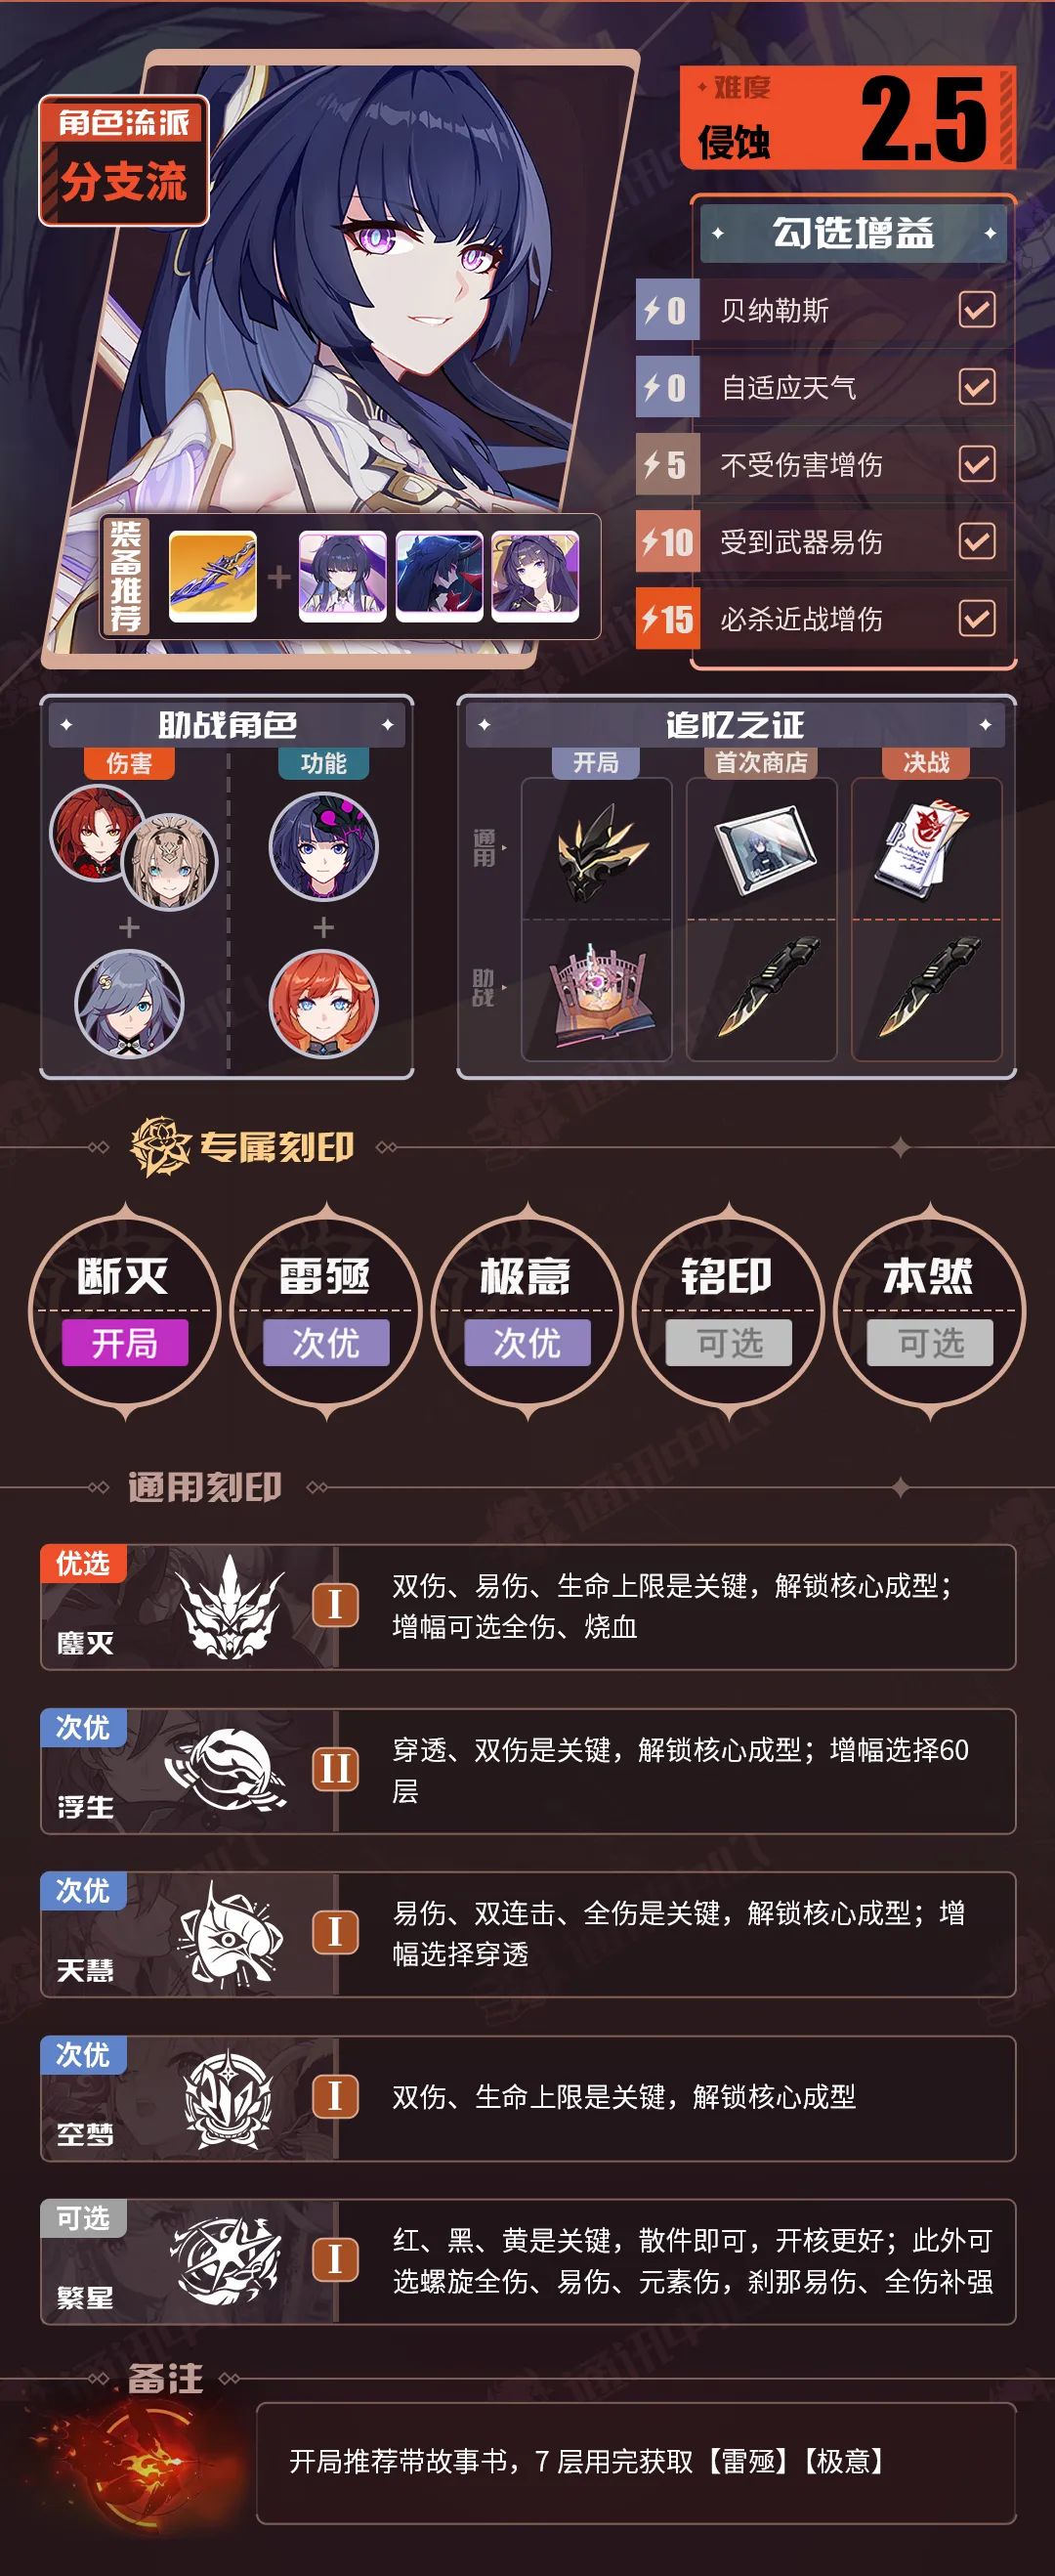 角色流派
分支流
难度
侵蚀
2.5
勾选增益
0 贝纳勒斯
0 自适应天气
5 不受伤害增伤
10 受到武器易伤
15 必杀近战增伤
装备推荐
助战角色
伤害
功能
追忆之证
开局
首次商店
决战
通用
助战
专属刻印
断灭
开局
雷殛
次优
极意
次优
铭印
可选
本然
可选
通用刻印
优选
鏖灭
I
双伤、易伤、生命上限是关键，解锁核心成型；
增幅可选全伤、烧血
次优
浮生
II
穿透、双伤是关键，解锁核心成型；增幅选择60
层
次优
天慧
I
易伤、双连击、全伤是关键，解锁核心成型；增
幅选择穿透
次优
空梦
I
双伤、生命上限是关键，解锁核心成型
可选
繁星
I
红、黑、黄是关键，散件即可，开核更好；此外可
选螺旋全伤、易伤、元素伤，刹那易伤、全伤补强
备注
开局推荐带故事书，7 层用完获取【雷殛】【极意】